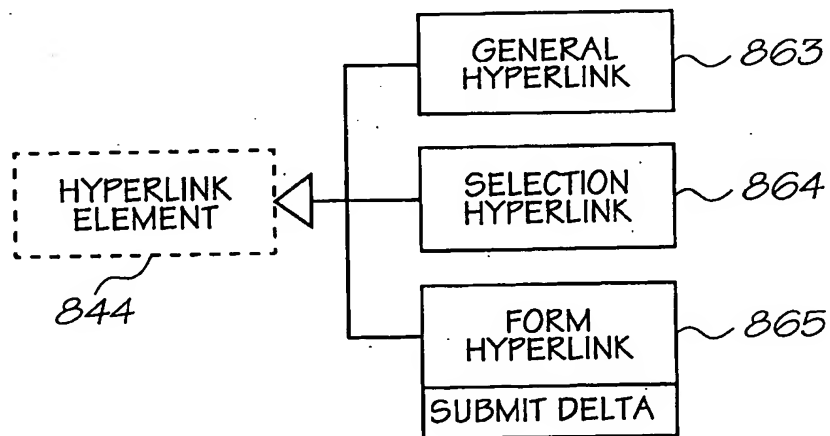 GENERAL
HYPERLINK
863
HYPERLINK
ELEMENT
844
SELECTION
HYPERLINK
864
FORM
HYPERLINK
865
SUBMIT DELTA